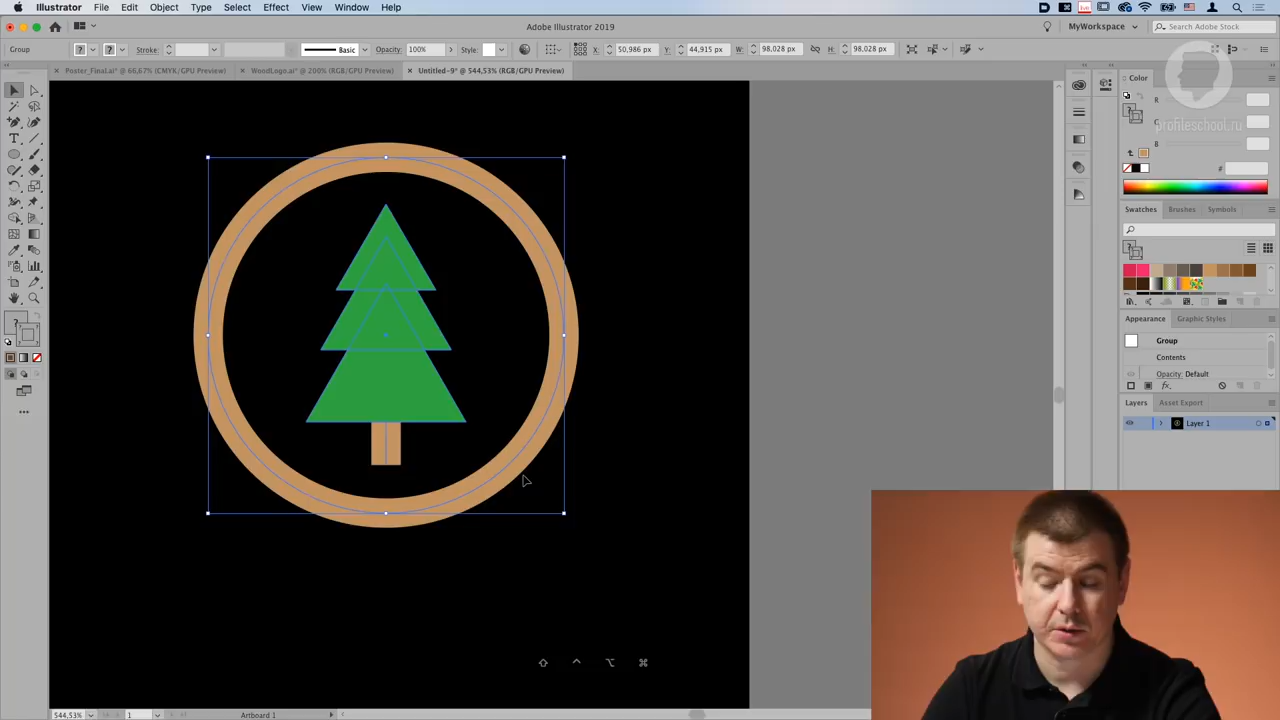 Illustrator File Edit Object Type Select Effect View Window Help
Adobe Illustrator 2019
MyWorkspace
Search Adobe Stock
Group
?
?
Stroke:
Basic
Opacity:
100%
Style:
X:
50,986 px
Y:
44,915 px
W:
98,028 px
H:
98,028 px
× Poster_Final.ai* @ 66,67% (CMYK/GPU Preview)
× WoodLogo.ai* @ 200% (RGB/GPU Preview)
× Untitled-9* @ 544,53% (RGB/GPU Preview)
Color
R
G
B
#
profileschool.ru
Swatches Brushes Symbols
Appearance Graphic Styles
Group
Contents
Opacity: Default
fx
Layers Asset Export
Layer 1
544,53%
1
Artboard 1